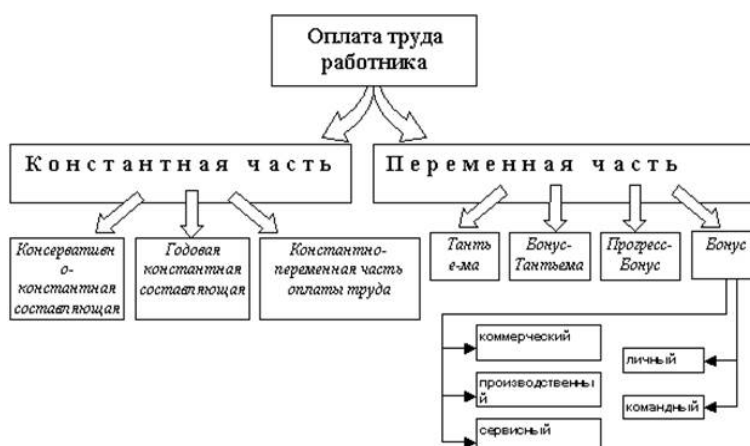 Оплата труда
работника
Константная часть
Переменная часть
Консервативн
о-
константная
составляющая
Годовая
константная
составляющая
Константно-
переменная часть
оплаты труда
Танть
е-ма
Бонус-
Тантьема
Прогресс-
Бонус
Бонус
коммерческий
производственны
й
сервисный
личный
командный